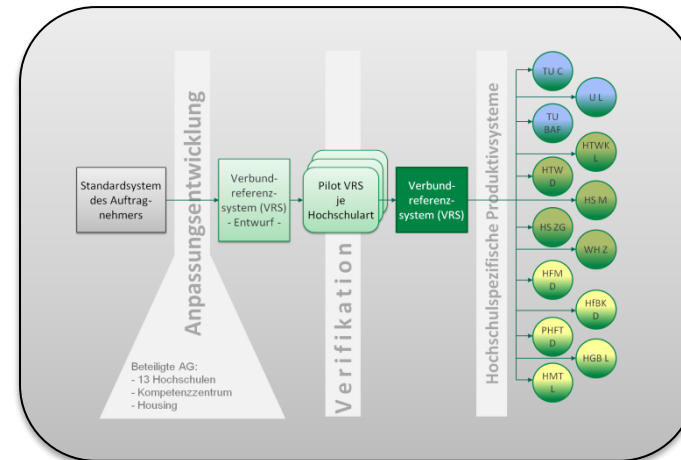 Standardsystem
des Auftrag-
nehmers
Anpassungsentwicklung
Beteiligte AG:
- 13 Hochschulen
- Kompetenzzentrum
- Housing
Verbund-
referenz-
system (VRS)
- Entwurf -
Pilot VRS
je
Hochschulart
Verifikation
Verbund-
referenz-
system (VRS)
Hochschulspezifische Produktivsysteme
TU C
U L
TU
BAF
HTWK
L
HTW
D
HS M
HS ZG
WH Z
HFM
D
HfBK
D
PHFT
D
HGB L
HMT
L